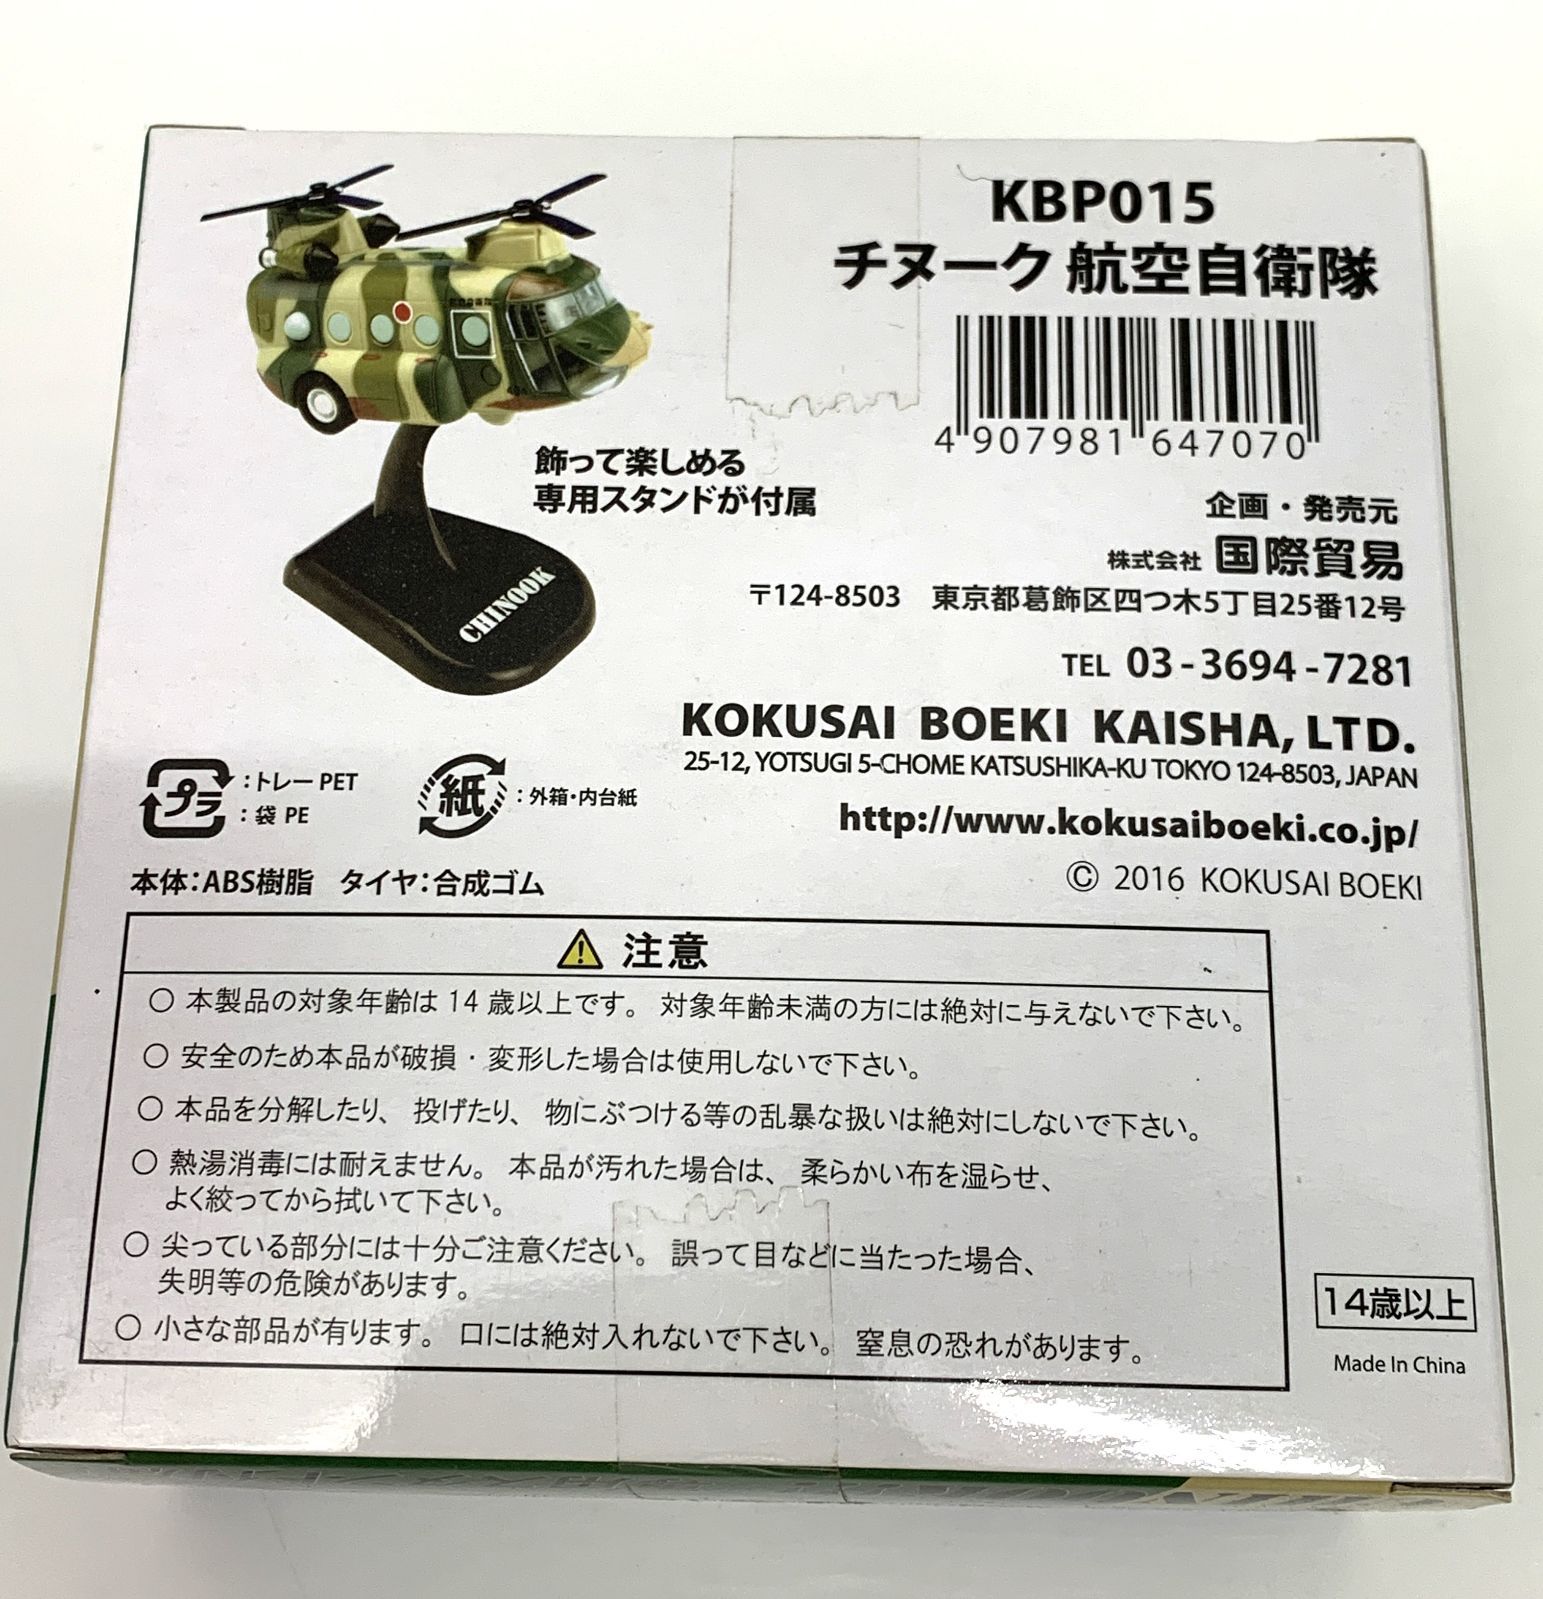 KBP015
チヌーク 航空自衛隊
4 907981 647070
飾って楽しめる
専用スタンドが付属
CHINOOK
企画・発売元
株式会社 国際貿易
〒124-8503 東京都葛飾区四つ木5丁目25番12号
TEL 03-3694-7281
KOKUSAI BOEKI KAISHA, LTD.
25-12, YOTSUGI 5-CHOME KATSUSHIKA-KU TOKYO 124-8503, JAPAN
http://www.kokusaiboeki.co.jp/
© 2016 KOKUSAI BOEKI
プラ :トレー PET
:袋 PE
紙 :外箱・内台紙
本体:ABS樹脂 タイヤ:合成ゴム
注意
○ 本製品の対象年齢は 14 歳以上です。 対象年齢未満の方には絶対に与えないで下さい。
○ 安全のため本品が破損・変形した場合は使用しないで下さい。
○ 本品を分解したり、 投げたり、 物にぶつける等の乱暴な扱いは絶対にしないで下さい。
○ 熱湯消毒には耐えません。 本品が汚れた場合は、 柔らかい布を湿らせ、
よく絞ってから拭いて下さい。
○ 尖っている部分には十分ご注意ください。 誤って目などに当たった場合、
失明等の危険があります。
○ 小さな部品が有ります。 口には絶対入れないで下さい。 窒息の恐れがあります。
14歳以上
Made In China